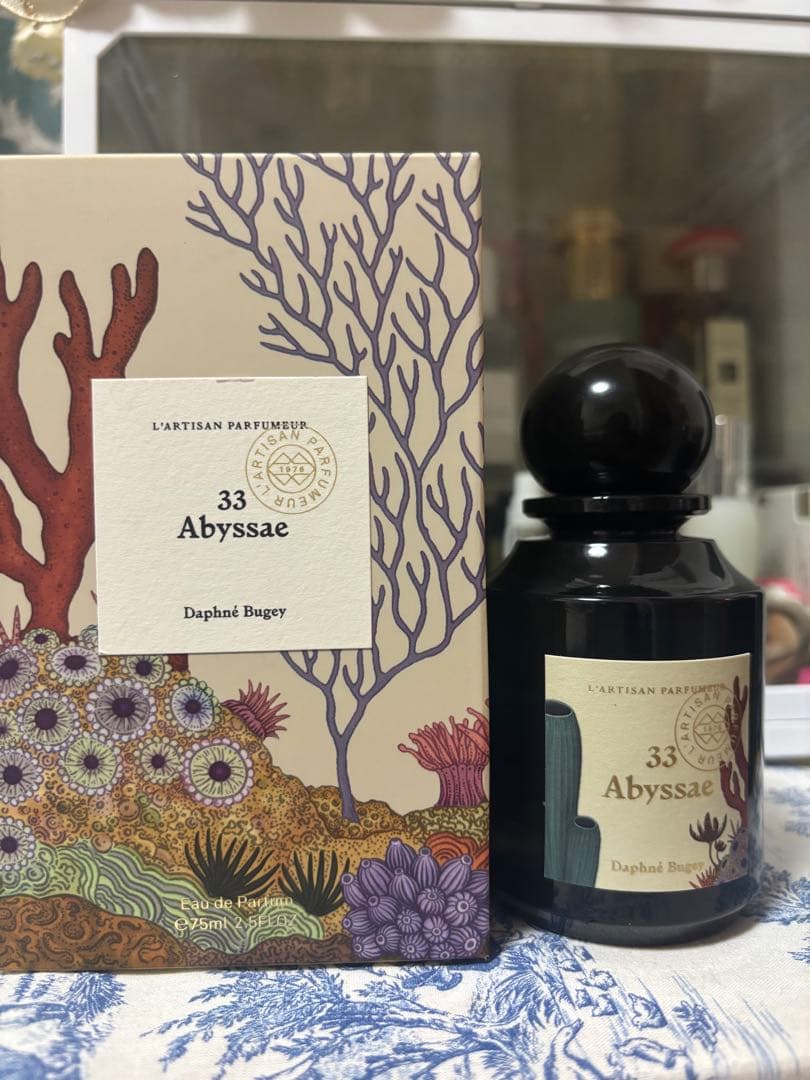 L'ARTISAN PARFUMEUR
L'ARTISAN PARFUMEUR
1976
33
Abyssae
Daphné Bugey
Eau de Parfum
℮75ml 2.5FL.OZ
L'ARTISAN PARFUMEUR
L'ARTISAN PARFUMEUR
1976
33
Abyssae
Daphné Bugey